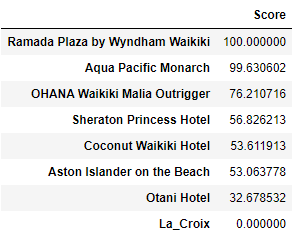 Score
Ramada Plaza by Wyndham Waikiki 100.000000
Aqua Pacific Monarch 99.630602
OHANA Waikiki Malia Outrigger 76.210716
Sheraton Princess Hotel 56.826213
Coconut Waikiki Hotel 53.611913
Aston Islander on the Beach 53.063778
Otani Hotel 32.678532
La_Croix 0.000000